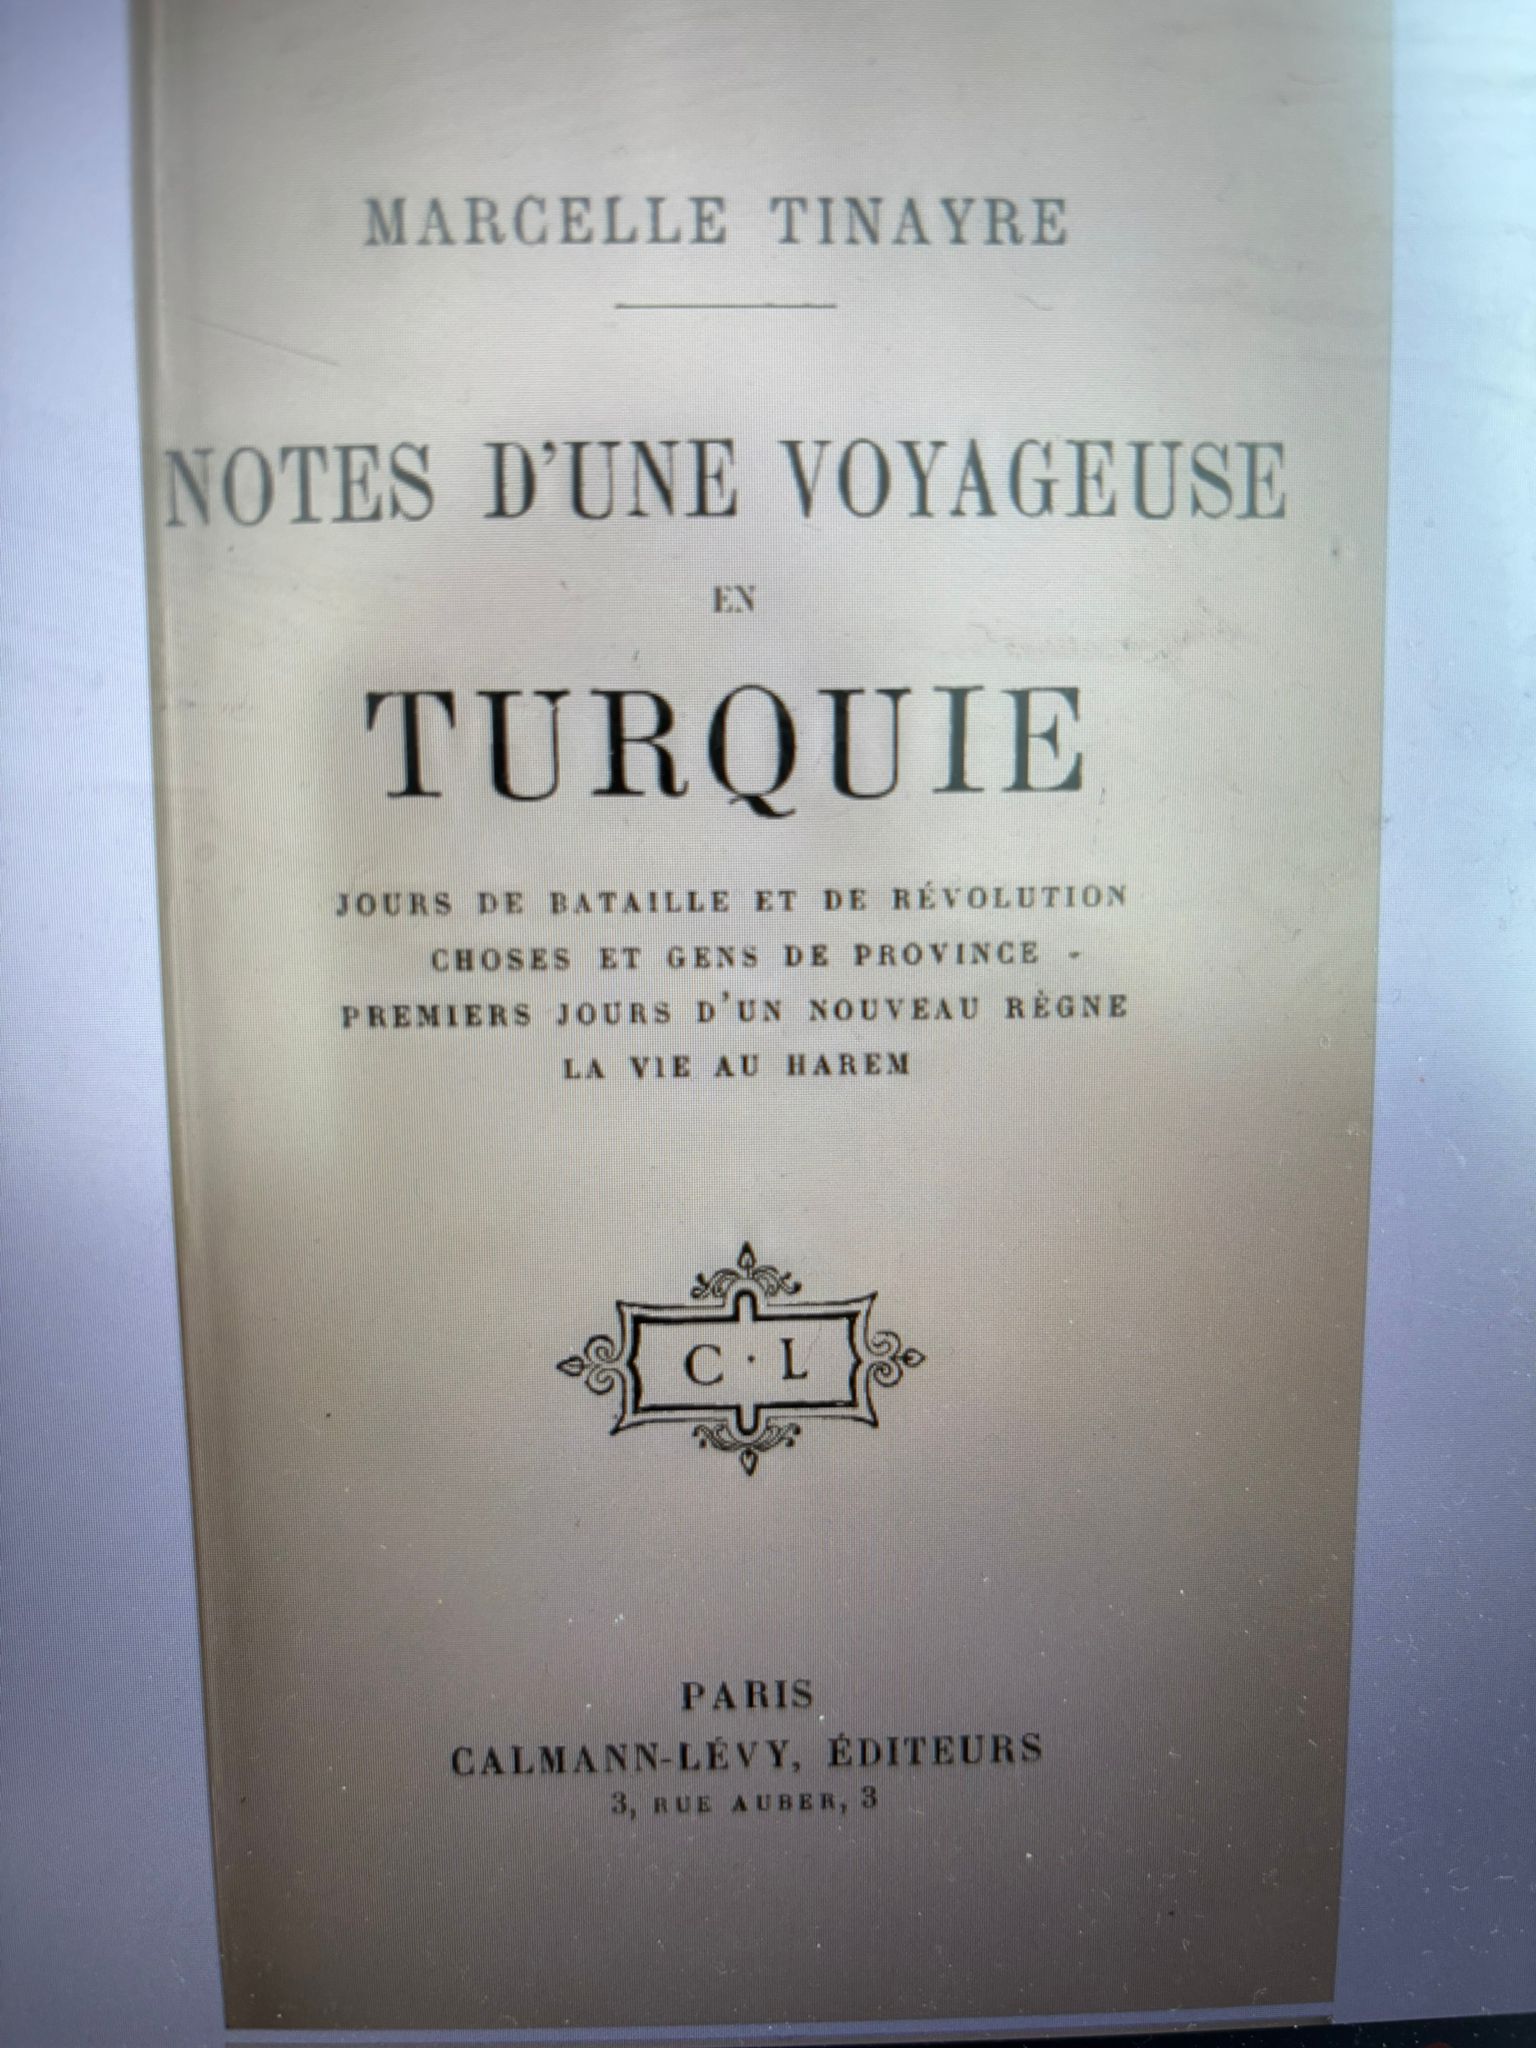 MARCELLE TINAYRE
NOTES D'UNE VOYAGEUSE
EN
TURQUIE
JOURS DE BATAILLE ET DE RÉVOLUTION
CHOSES ET GENS DE PROVINCE -
PREMIERS JOURS D'UN NOUVEAU RÈGNE
LA VIE AU HAREM
C · L
PARIS
CALMANN-LÉVY, ÉDITEURS
3, RUE AUBER, 3